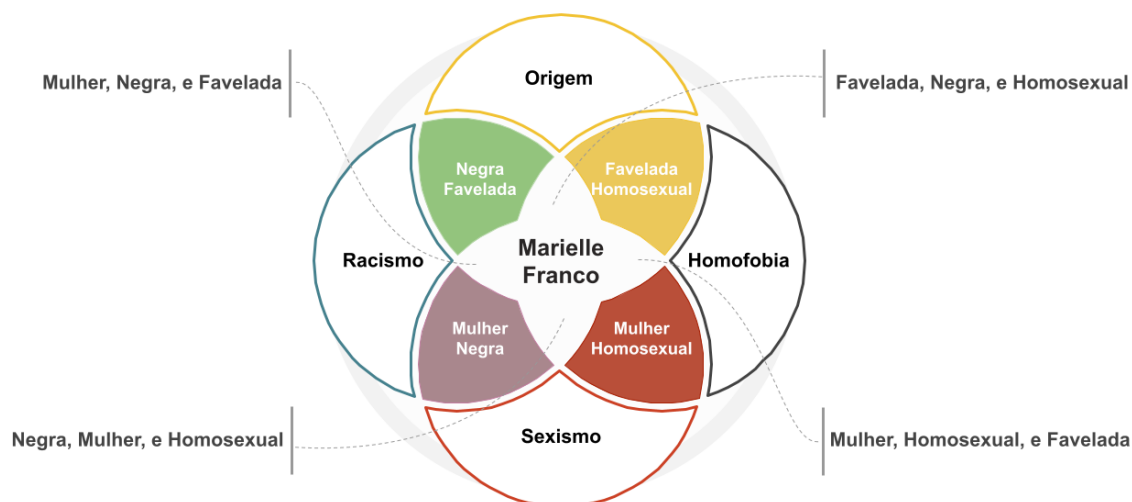 Origem
Mulher, Negra, e Favelada
Favelada, Negra, e Homosexual
Negra
Favelada
Favelada
Homosexual
Racismo
Marielle
Franco
Homofobia
Mulher
Negra
Mulher
Homosexual
Negra, Mulher, e Homosexual
Sexismo
Mulher, Homosexual, e Favelada